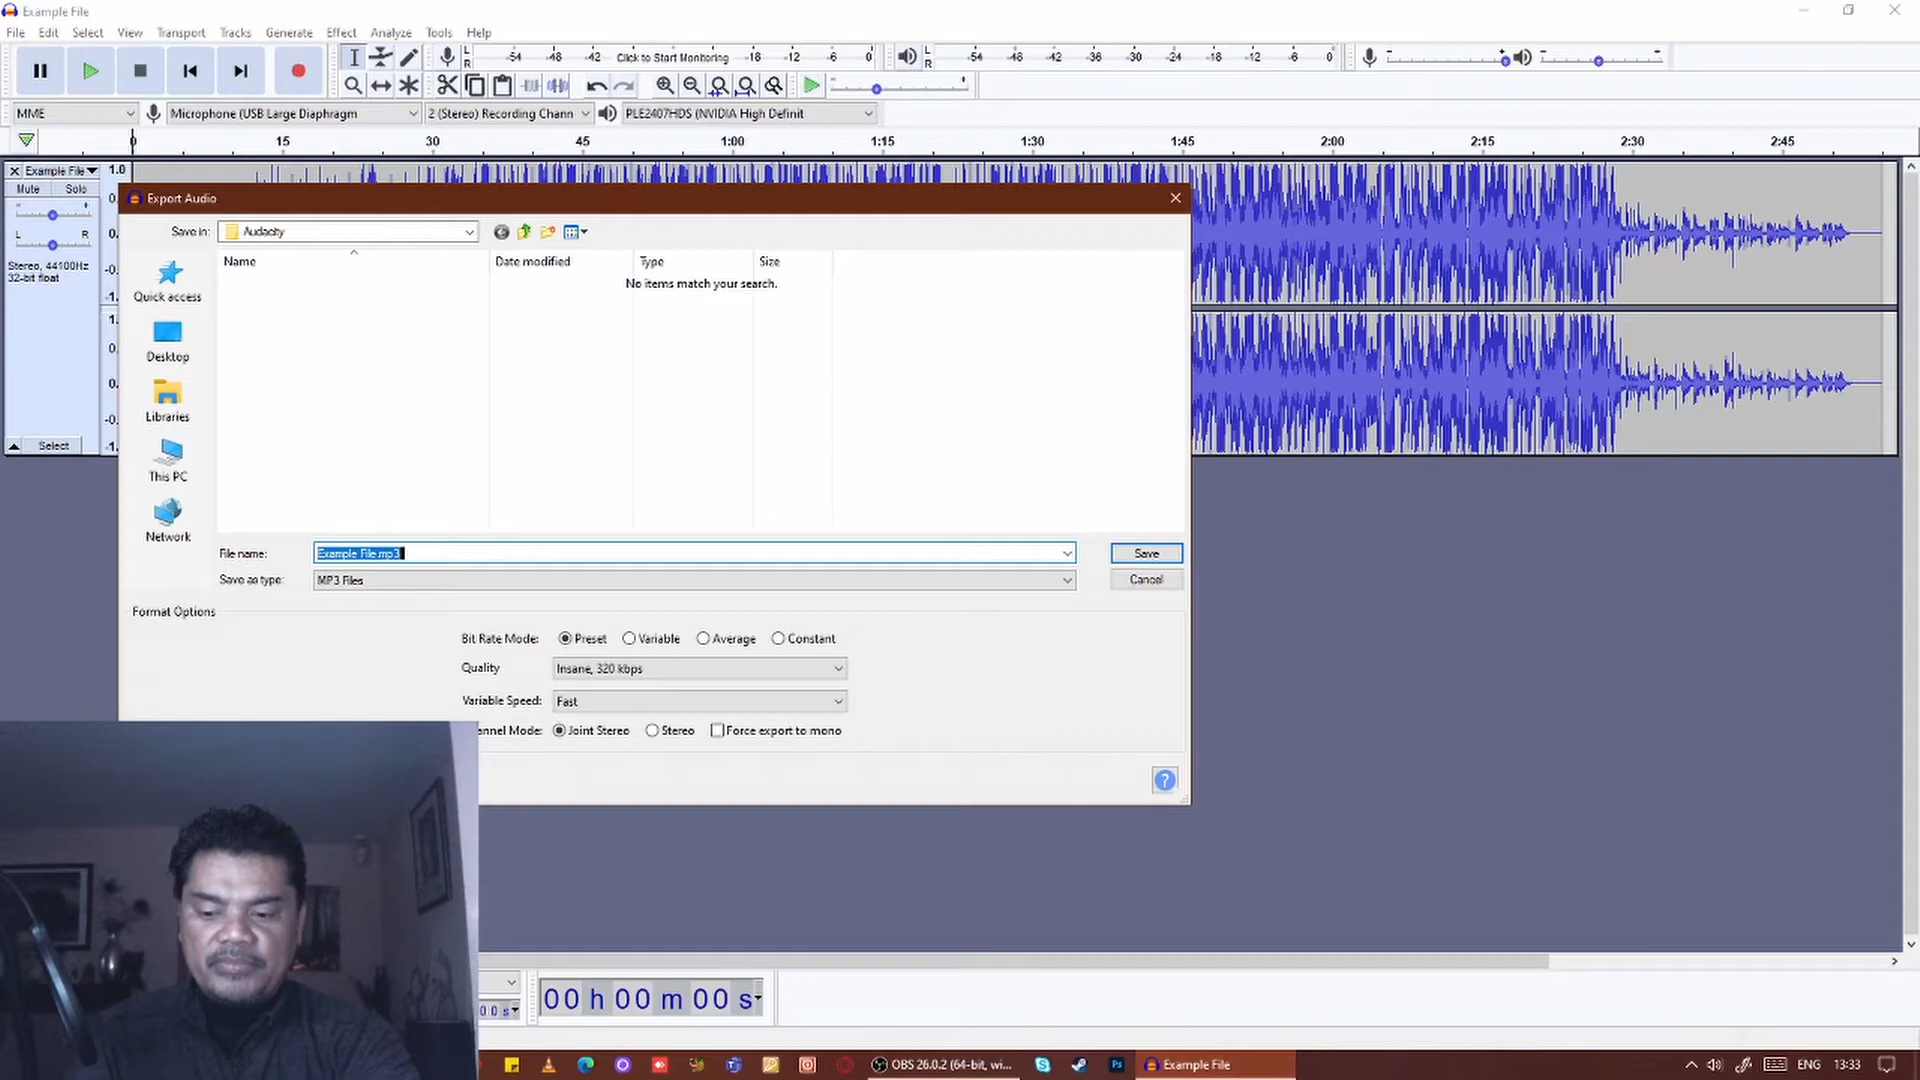 Example File
File Edit Select View Transport Tracks Generate Effect Analyze Tools Help
L R -54 -48 -42 Click to Start Monitoring -18 -12 -6 0 L R -54 -48 -42 -36 -30 -24 -18 -12 -6 0
MME Microphone (USB Large Diaphragm 2 (Stereo) Recording Chann PLE2407HDS (NVIDIA High Definit
0 15 30 45 1:00 1:15 1:30 1:45 2:00 2:15 2:30 2:45
Example File 1.0
Mute Solo
L R
Stereo, 44100Hz
32-bit float
Select
Export Audio
Save in: Audacity
Name Date modified Type Size
No items match your search.
Quick access
Desktop
Libraries
This PC
Network
File name: Example File.mp3 Save
Save as type: MP3 Files Cancel
Format Options
Bit Rate Mode: Preset Variable Average Constant
Quality Insane, 320 kbps
Variable Speed: Fast
annel Mode: Joint Stereo Stereo Force export to mono
?
00 s 00 h 00 m 00 s
OBS 26.0.2 (64-bit, wi... Ps Example File ENG 13:33